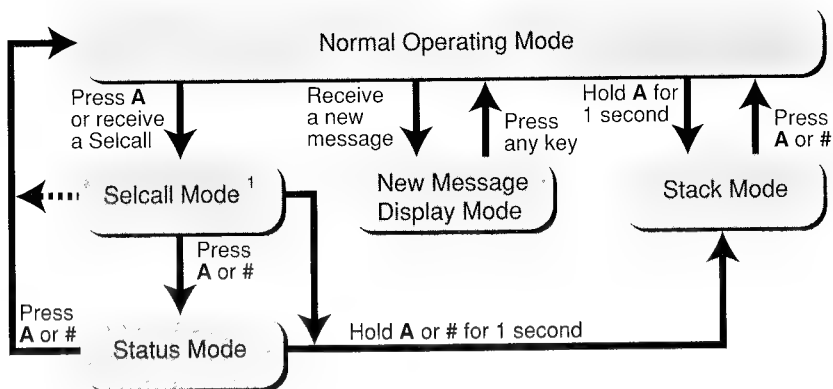 Normal Operating Mode
Press A
or receive
a Selcall
Receive
a new
message
Press
any key
Hold A for
1 second
Press
A or #
Selcall Mode 1
New Message
Display Mode
Stack Mode
Press
A or #
Press
A or #
Status Mode
Hold A or # for 1 second